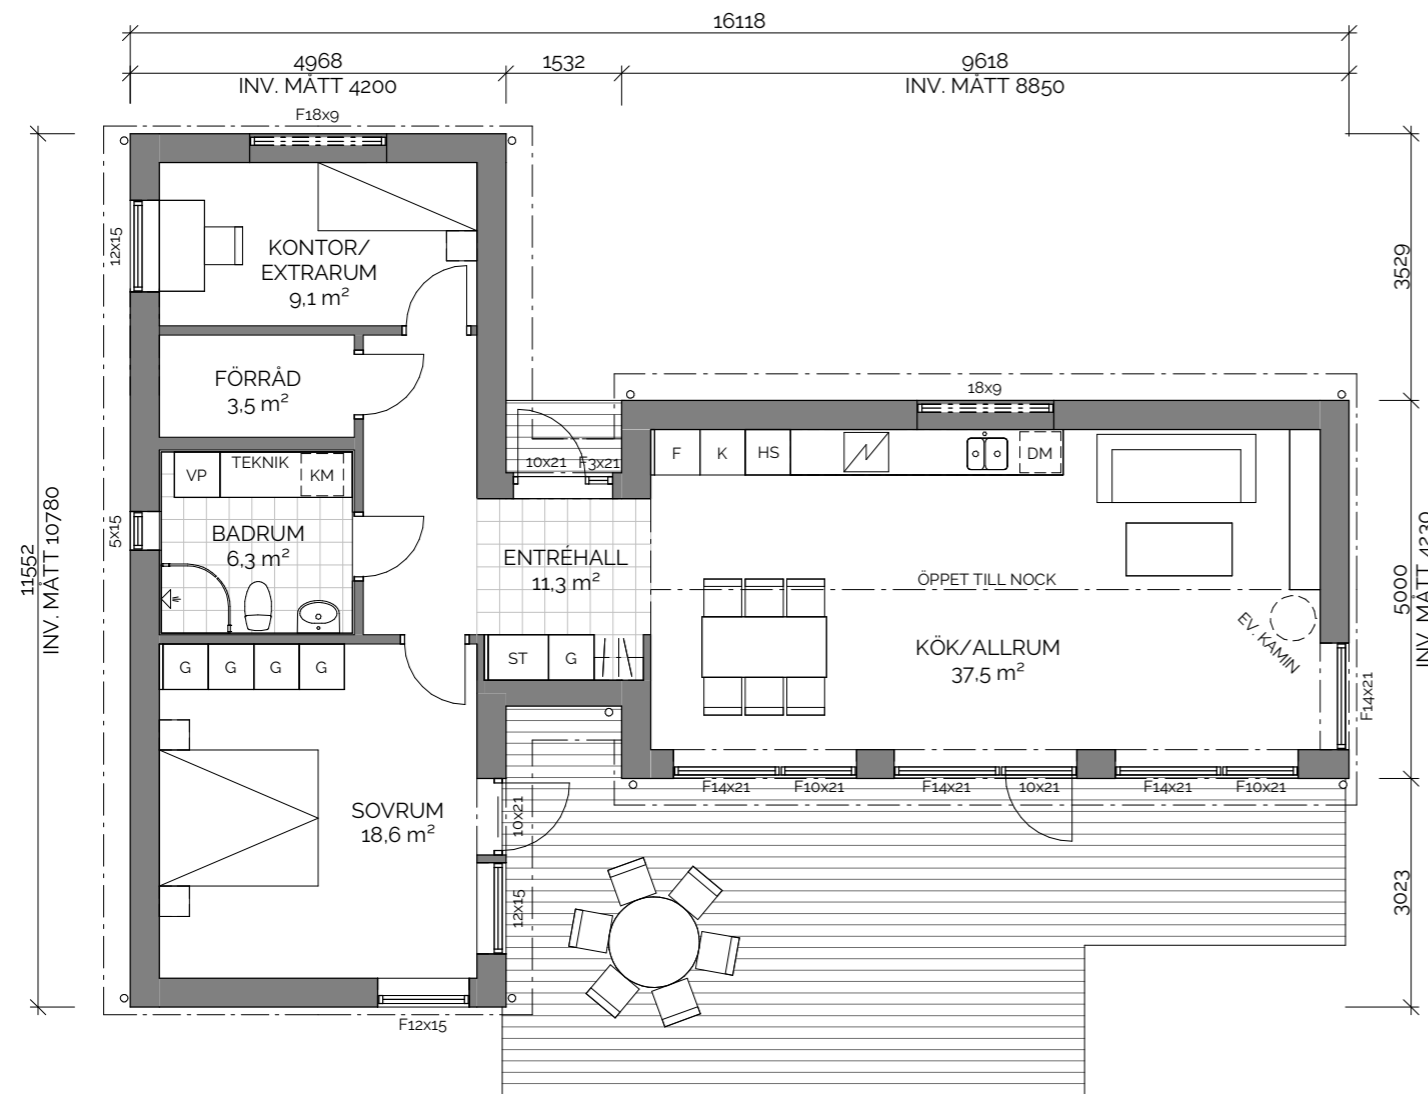 16118
4968
INV. MÅTT 4200
1532
9618
INV. MÅTT 8850
F18x9
12x15
KONTOR/
EXTRARUM
9,1 m²
3529
FÖRRÅD
3,5 m²
18x9
10x21
F3x21
F
K
HS
DM
VP
TEKNIK
KM
5x15
BADRUM
6,3 m²
ENTRÉHALL
11,3 m²
ÖPPET TILL NOCK
11552
INV. MÅTT 10780
5000
INV. MÅTT 4230
KÖK/ALLRUM
37,5 m²
EV. KAMIN
F14x21
G
G
G
G
ST
G
F14x21
F10x21
F14x21
10x21
F14x21
F10x21
SOVRUM
18,6 m²
10x21
12x15
3023
F12x15